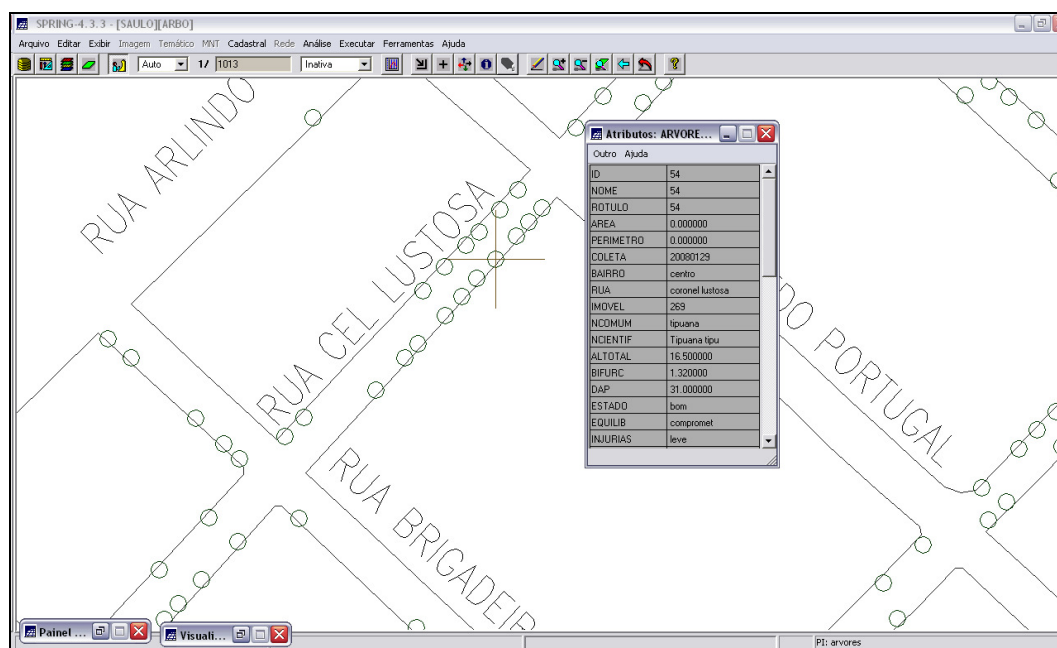 SPRING-4.3.3 - [SAULO][ARBO]
Arquivo Editar Exibir Imagem Temático MNT Cadastral Rede Análise Executar Ferramentas Ajuda
Auto 1/ 1013 Inativa
RUA ARLINDO
RUA CEL LUSTOSA
RUA BRIGADEIR
DO PORTUGAL
Atributos: ARVORE...
Outro Ajuda
ID 54
NOME 54
ROTULO 54
AREA 0.000000
PERIMETRO 0.000000
COLETA 20080129
BAIRRO centro
RUA coronel lustosa
IMOVEL 269
NCOMUM tipuana
NCIENTIF Tipuana tipu
ALTOTAL 16.500000
BIFURC 1.320000
DAP 31.000000
ESTADO bom
EQUILIB compromet
INJURIAS leve
Painel ...
Visuali...
PI: arvores